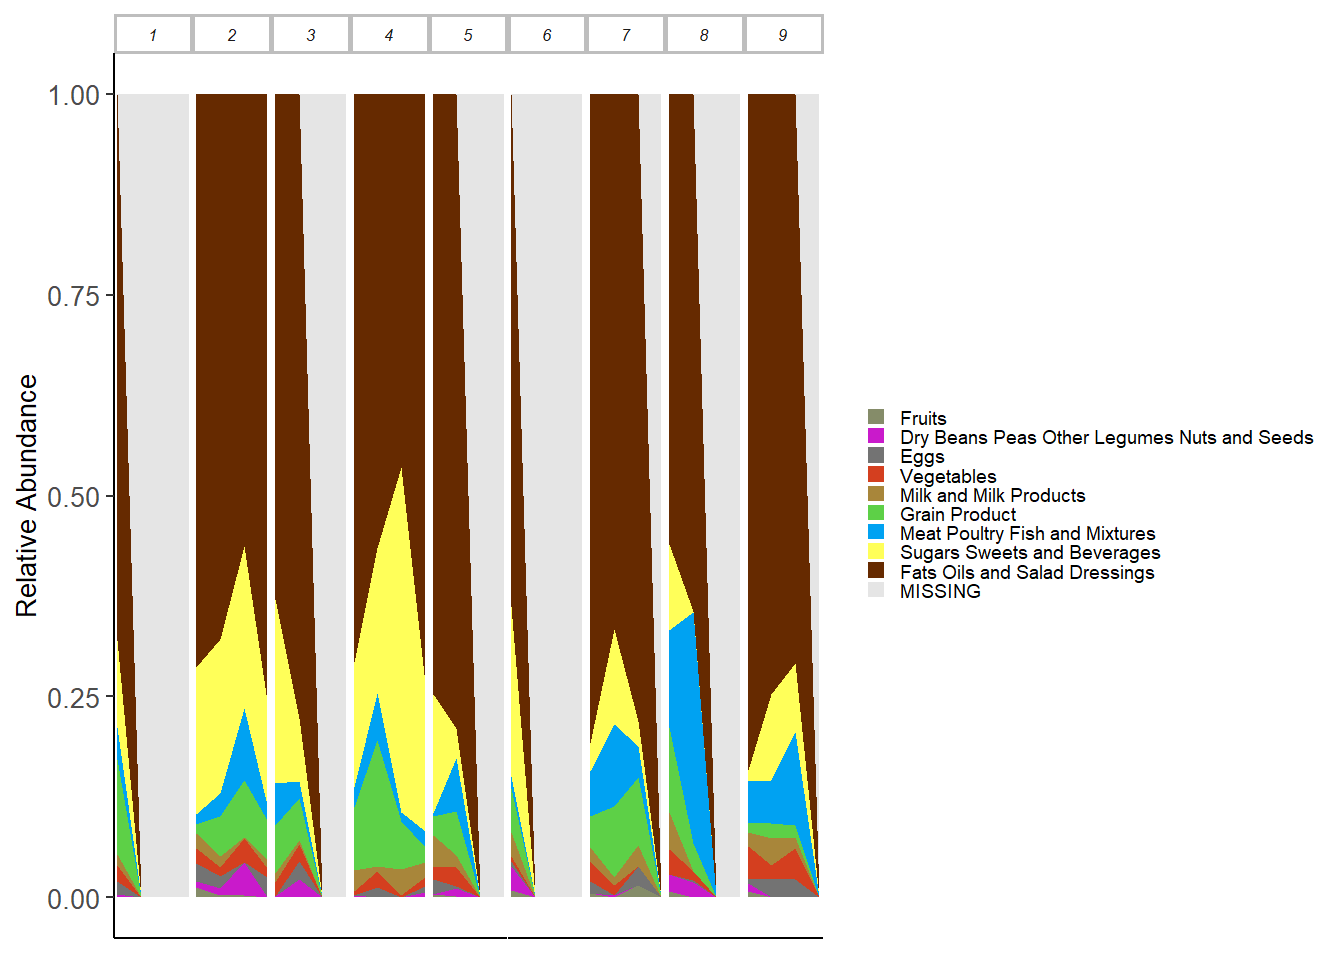 1 2 3 4 5 6 7 8 9
1.00
0.75
0.50
0.25
0.00
Relative Abundance
Fruits
Dry Beans Peas Other Legumes Nuts and Seeds
Eggs
Vegetables
Milk and Milk Products
Grain Product
Meat Poultry Fish and Mixtures
Sugars Sweets and Beverages
Fats Oils and Salad Dressings
MISSING